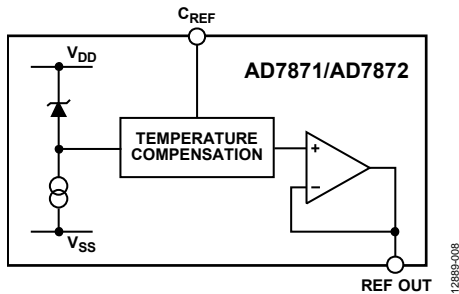 CREF
VDD
AD7871/AD7872
TEMPERATURE
COMPENSATION
+
–
VSS
REF OUT
12889-008